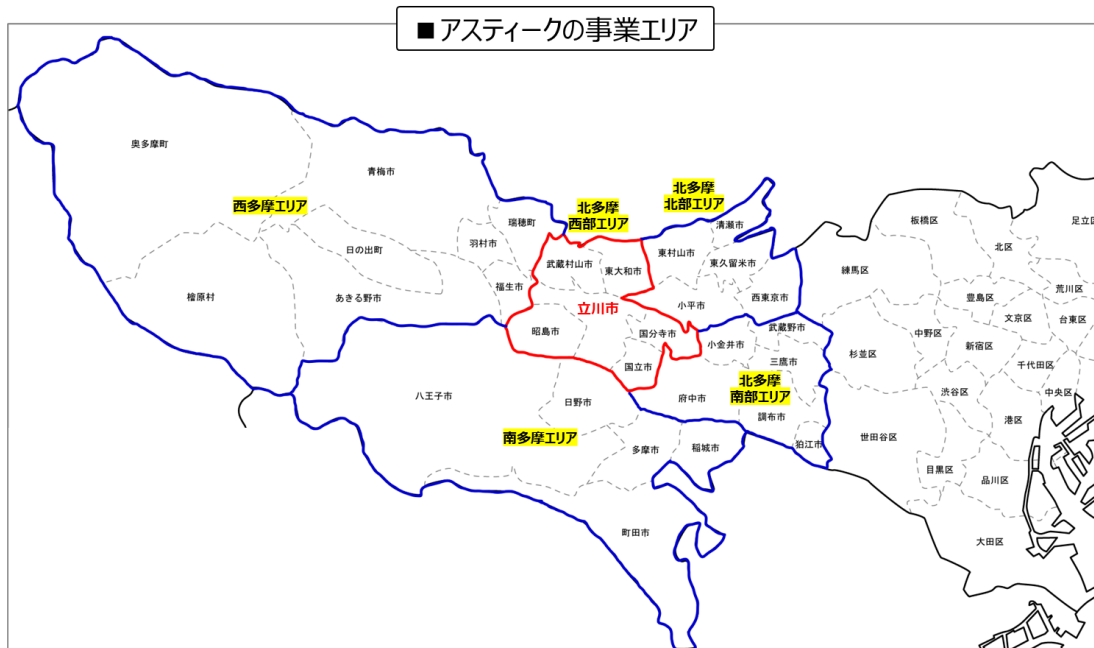 ■ アスティークの事業エリア
奥多摩町
青梅市
西多摩エリア
瑞穂町
羽村市
日の出町
福生市
檜原村
あきる野市
北多摩
西部エリア
北多摩
北部エリア
清瀬市
武蔵村山市
東大和市
東村山市
東久留米市
立川市
小平市
西東京市
昭島市
国分寺市
小金井市
武蔵野市
国立市
三鷹市
北多摩
南部エリア
府中市
調布市
狛江市
八王子市
日野市
南多摩エリア
多摩市
稲城市
町田市
板橋区
足立区
北区
練馬区
荒川区
豊島区
文京区
台東区
中野区
新宿区
杉並区
千代田区
渋谷区
中央区
港区
世田谷区
目黒区
品川区
大田区